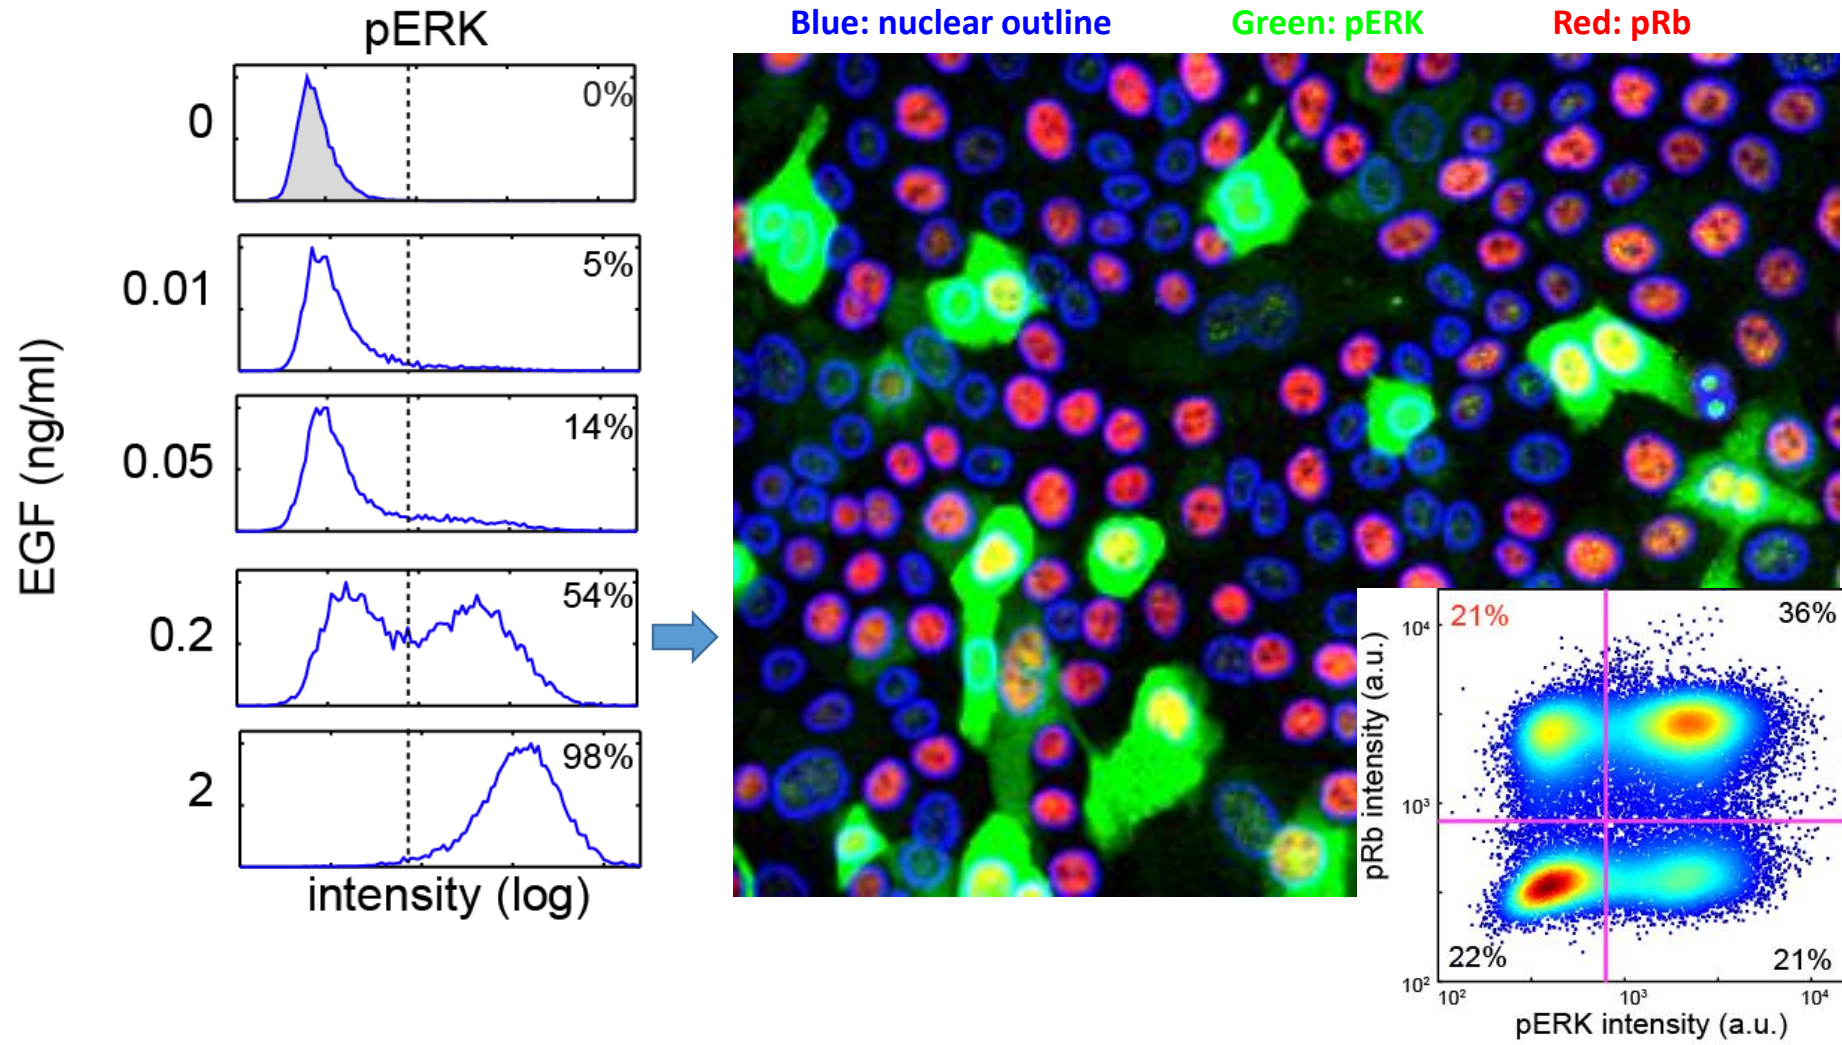 pERK
Blue: nuclear outline
Green: pERK
Red: pRb
EGF (ng/ml)
0
0%
0.01
5%
0.05
14%
0.2
54%
2
98%
intensity (log)
pRb intensity (a.u.)
10⁴
10³
10²
21%
36%
22%
21%
10²
10³
10⁴
pERK intensity (a.u.)